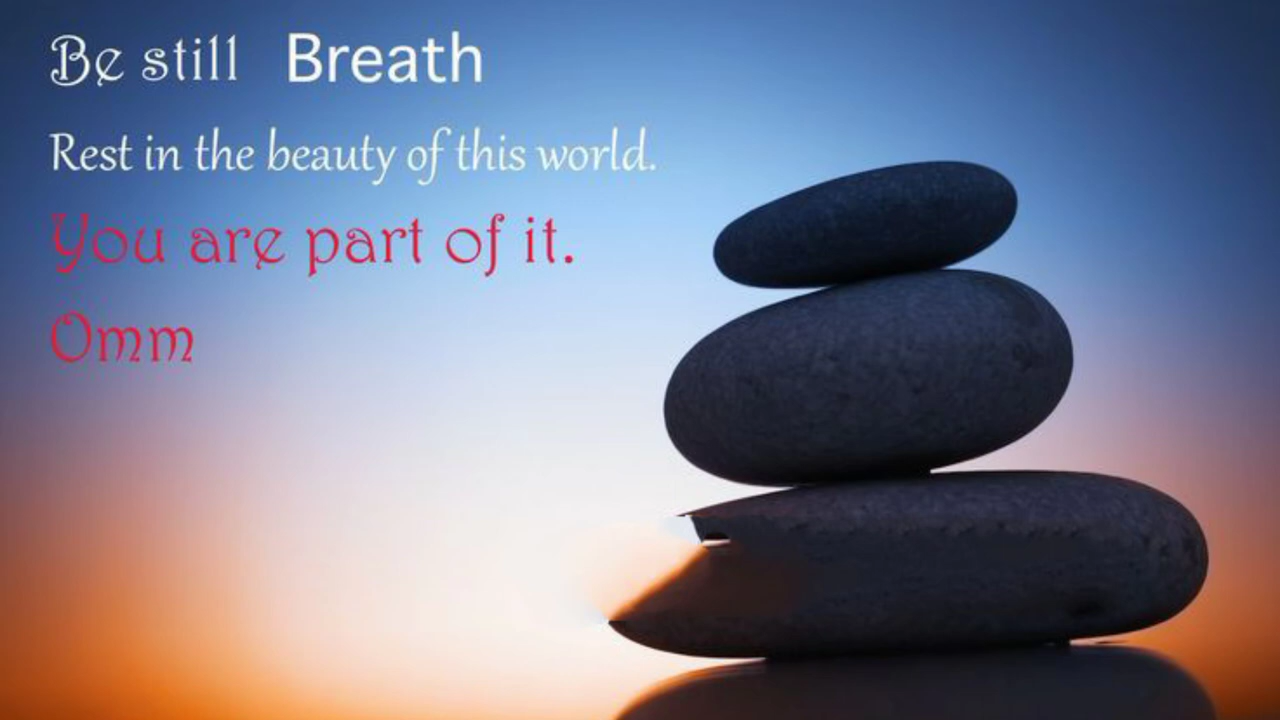 Be still Breath
Rest in the beauty of this world.
You are part of it.
Omm